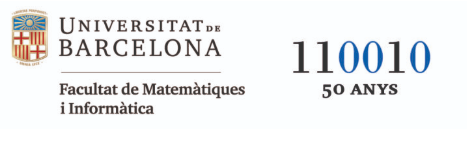 UNIVERSITAT DE
BARCELONA
Facultat de Matemàtiques
i Informàtica
110010
50 ANYS